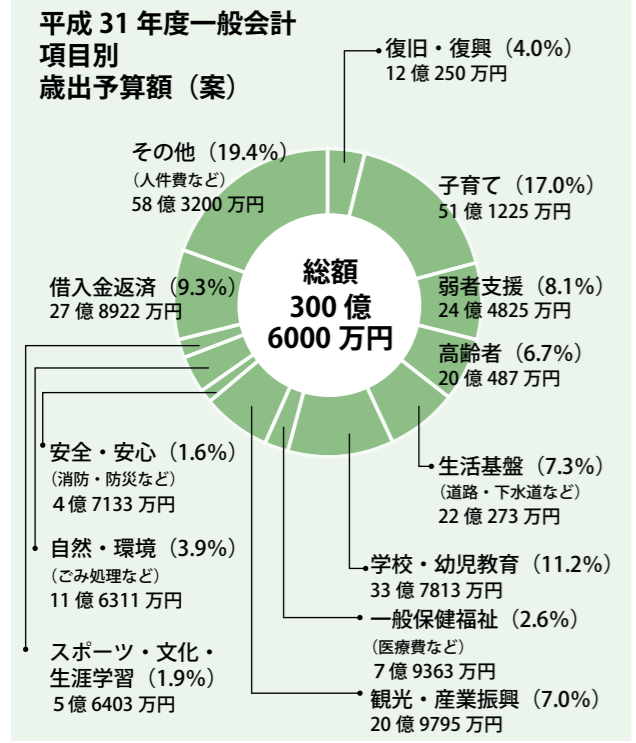 平成 31 年度一般会計
項目別
歳出予算額（案）
復旧・復興（4.0%）
12 億 250 万円
子育て（17.0%）
51 億 1225 万円
弱者支援（8.1%）
24 億 4825 万円
高齢者（6.7%）
20 億 487 万円
生活基盤（7.3%）
（道路・下水道など）
22 億 273 万円
学校・幼児教育（11.2%）
33 億 7813 万円
一般保健福祉（2.6%）
（医療費など）
7 億 9363 万円
観光・産業振興（7.0%）
20 億 9795 万円
スポーツ・文化・
生涯学習（1.9%）
5 億 6403 万円
自然・環境（3.9%）
（ごみ処理など）
11 億 6311 万円
安全・安心（1.6%）
（消防・防災など）
4 億 7133 万円
借入金返済（9.3%）
27 億 8922 万円
その他（19.4%）
（人件費など）
58 億 3200 万円
総額
300 億
6000 万円